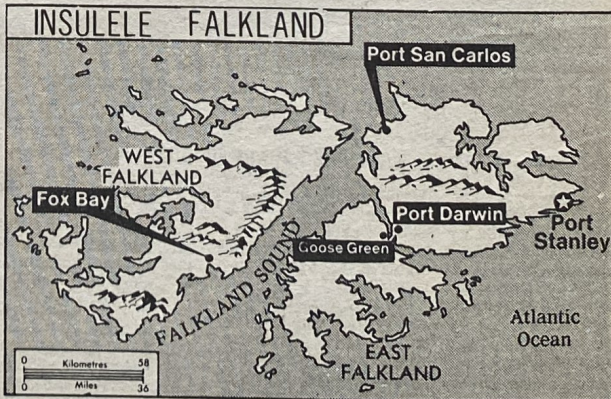 INSULELE FALKLAND
Port San Carlos
WEST
FALKLAND
Fox Bay
Port Darwin
Port
Stanley
Goose Green
FALKLAND SOUND
Atlantic
Ocean
EAST
FALKLAND
0 Kilometres 58
0 Miles 36